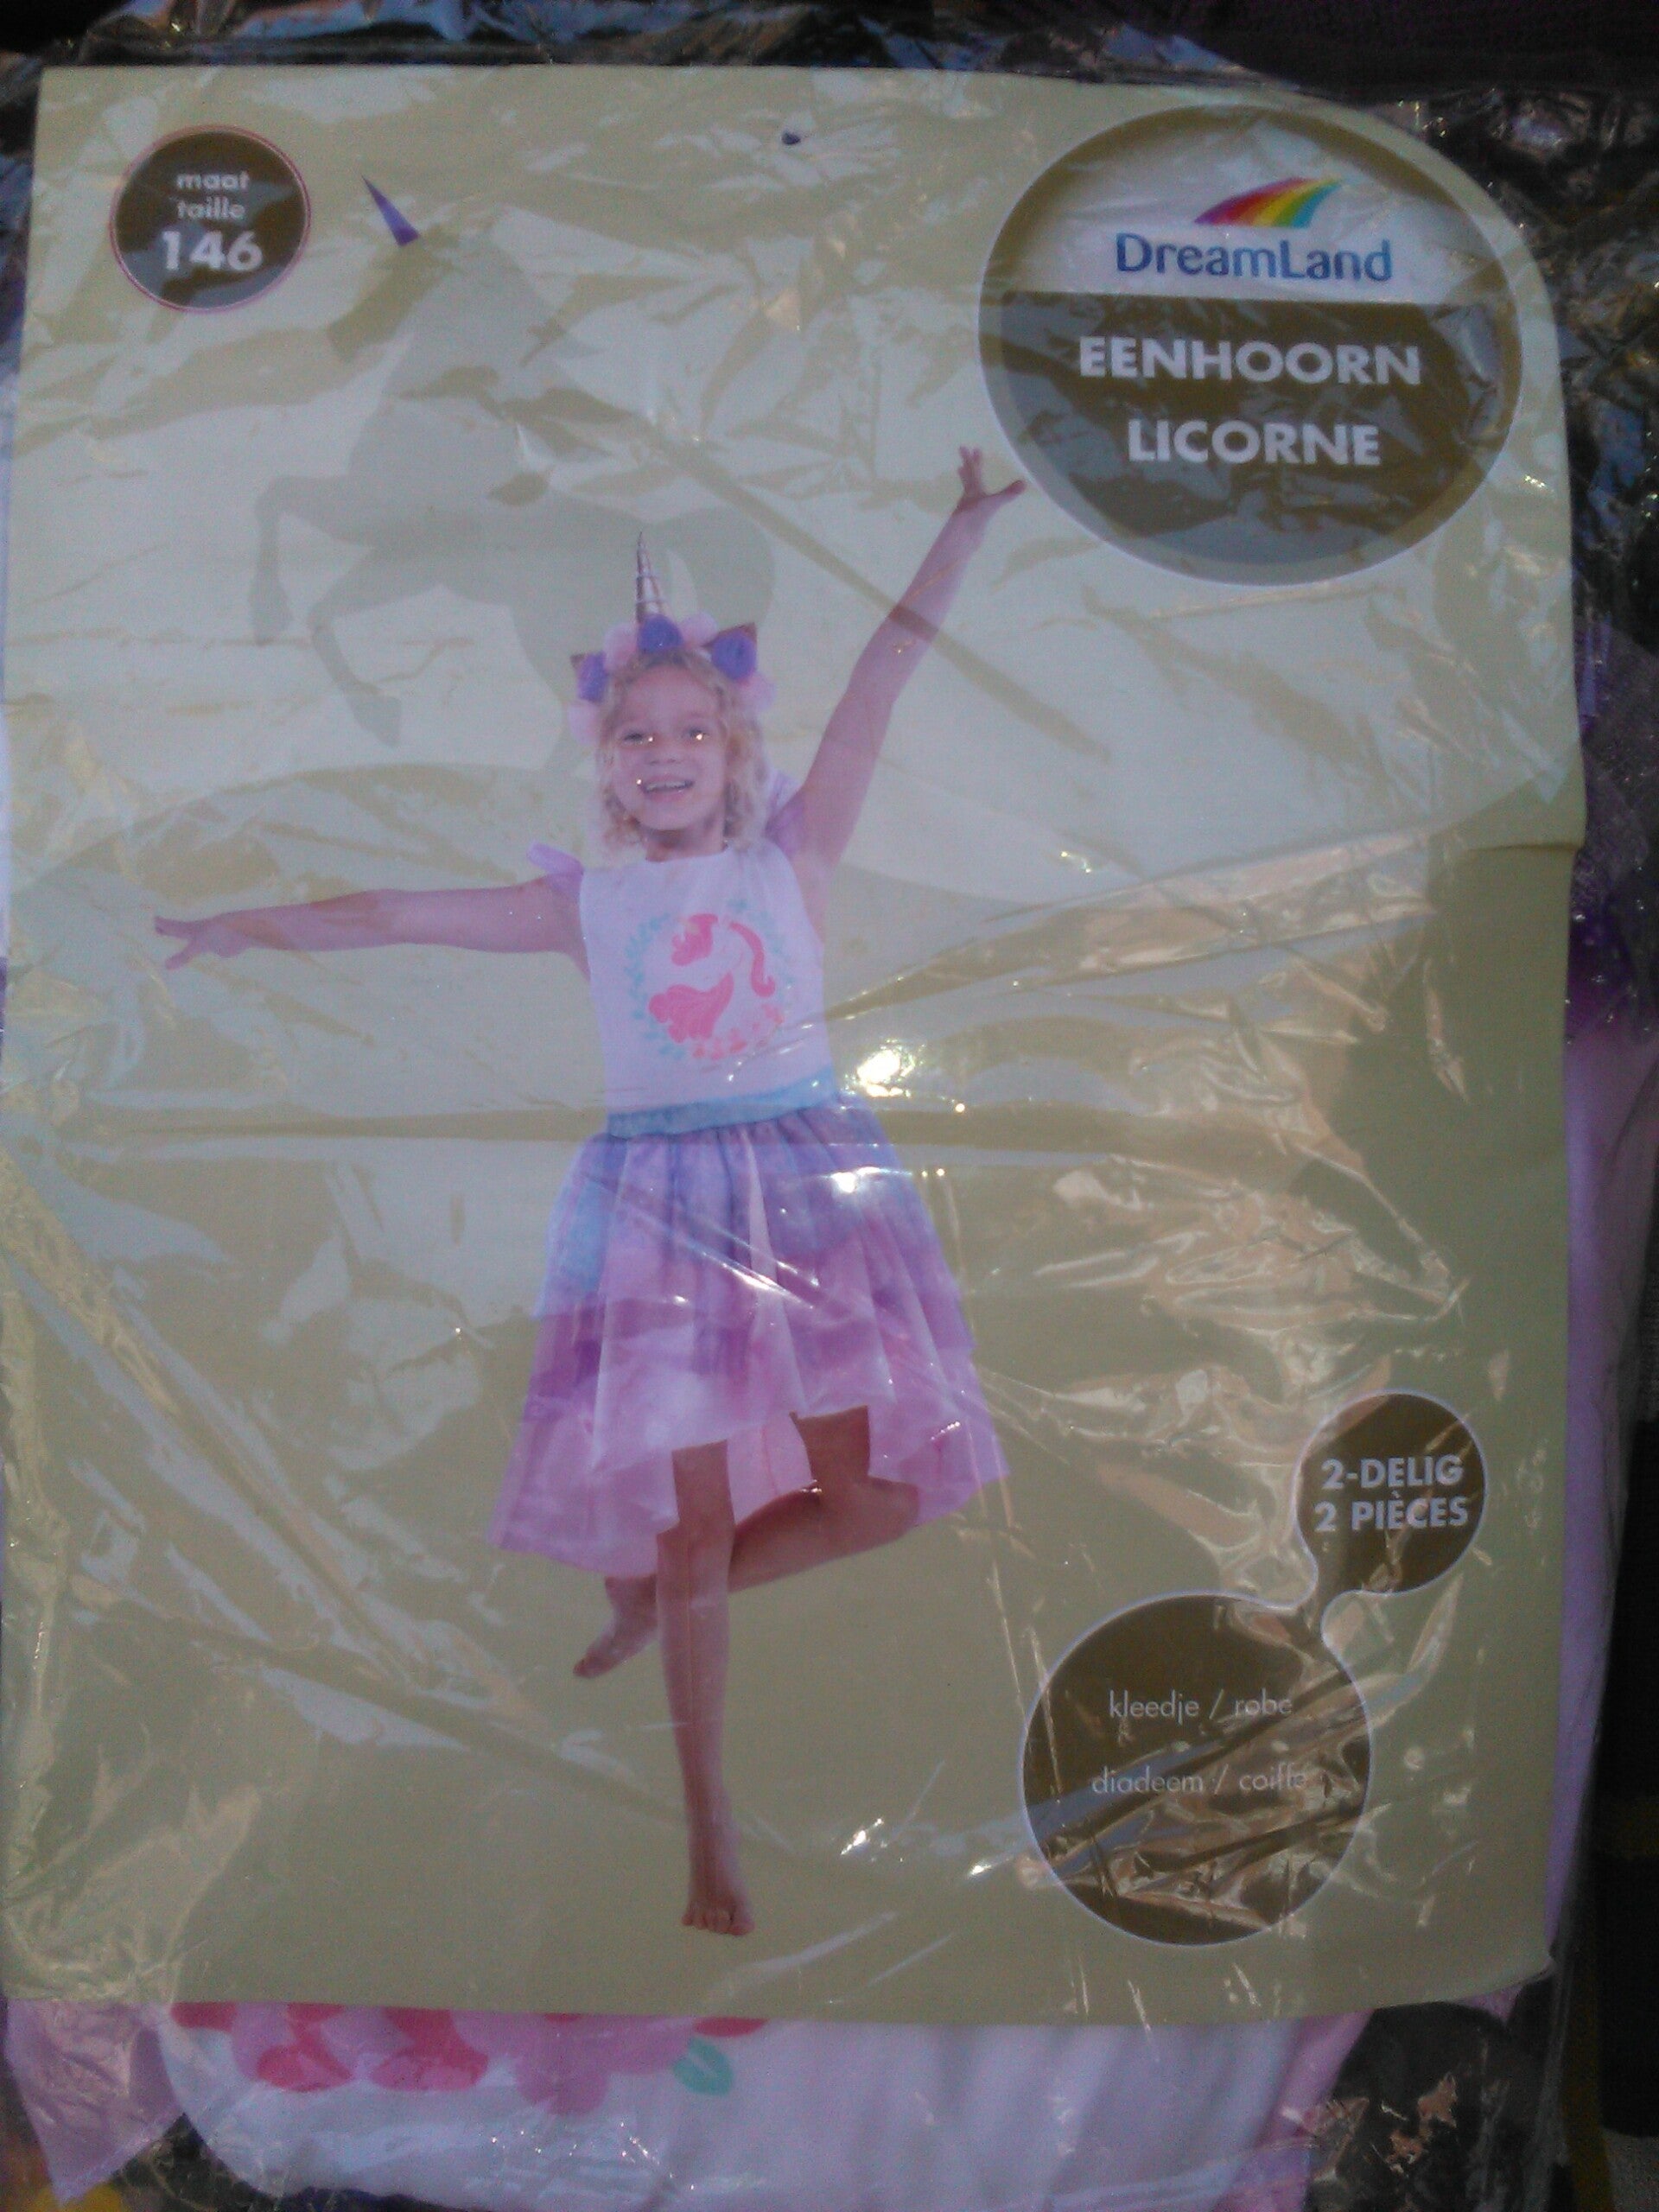 maat
taille
146
DreamLand
EENHOORN
LICORNE
2-DELIG
2 PIÈCES
kleedje / robe
diadeem / coiffe